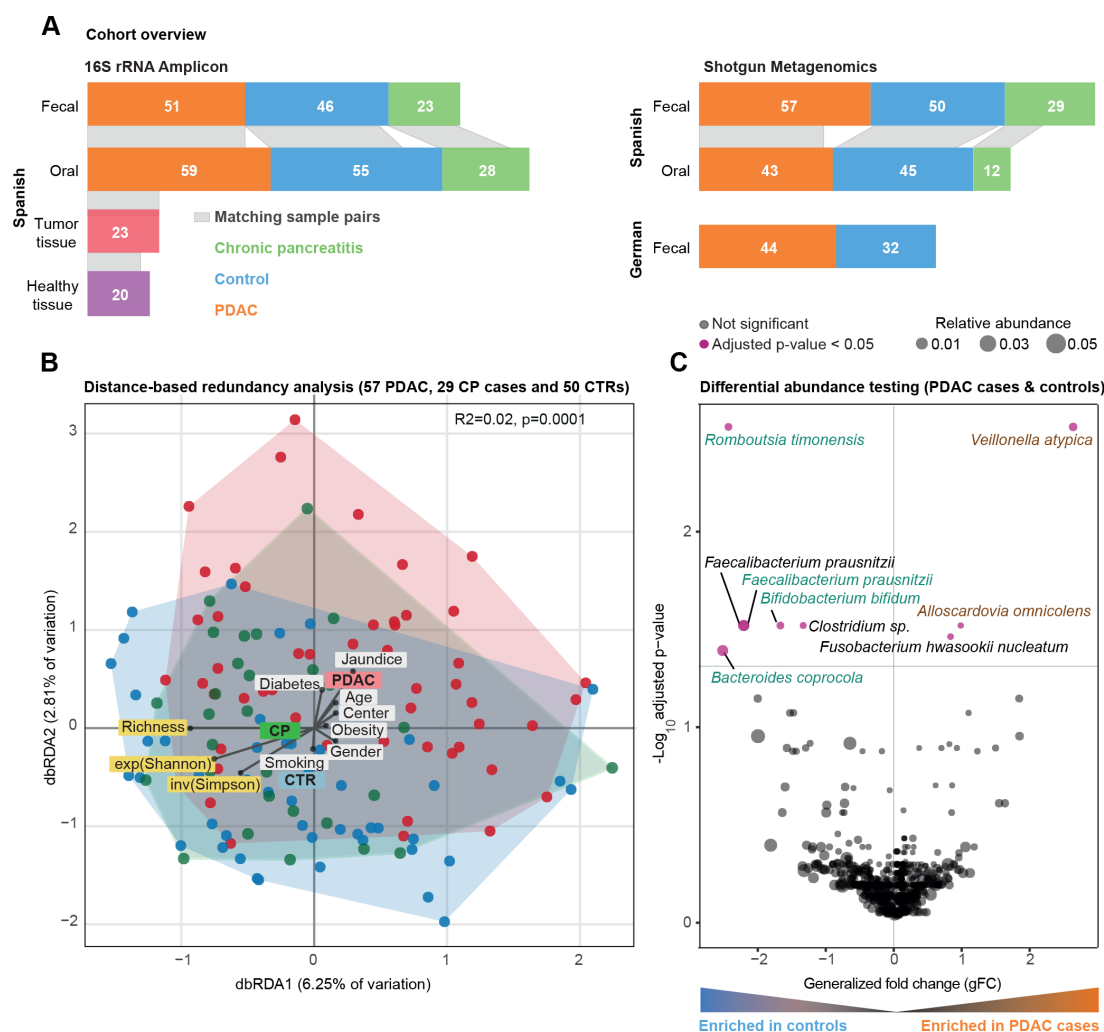 A
Cohort overview
16S rRNA Amplicon
Shotgun Metagenomics
Fecal
51
46
23
Fecal
57
50
29
Spanish
Oral
59
55
28
Spanish
Oral
43
45
12
Tumor
tissue
23
Matching sample pairs
Chronic pancreatitis
German
Fecal
44
32
Healthy
tissue
20
Control
PDAC
Not significant
Adjusted p-value < 0.05
Relative abundance
0.01
0.03
0.05
B
Distance-based redundancy analysis (57 PDAC, 29 CP cases and 50 CTRs)
R2=0.02, p=0.0001
dbRDA2 (2.81% of variation)
3
2
1
0
−1
−2
Jaundice
Diabetes
PDAC
Age
Center
Richness
CP
Obesity
Gender
exp(Shannon)
Smoking
inv(Simpson)
CTR
−1
0
1
2
dbRDA1 (6.25% of variation)
C
Differential abundance testing (PDAC cases & controls)
Romboutsia timonensis
Veillonella atypica
Faecalibacterium prausnitzii
Faecalibacterium prausnitzii
Bifidobacterium bifidum
Alloscardovia omnicolens
Clostridium sp.
Fusobacterium hwasookii nucleatum
Bacteroides coprocola
-Log10 adjusted p−value
2
1
0
−2
−1
0
1
2
Generalized fold change (gFC)
Enriched in controls
Enriched in PDAC cases